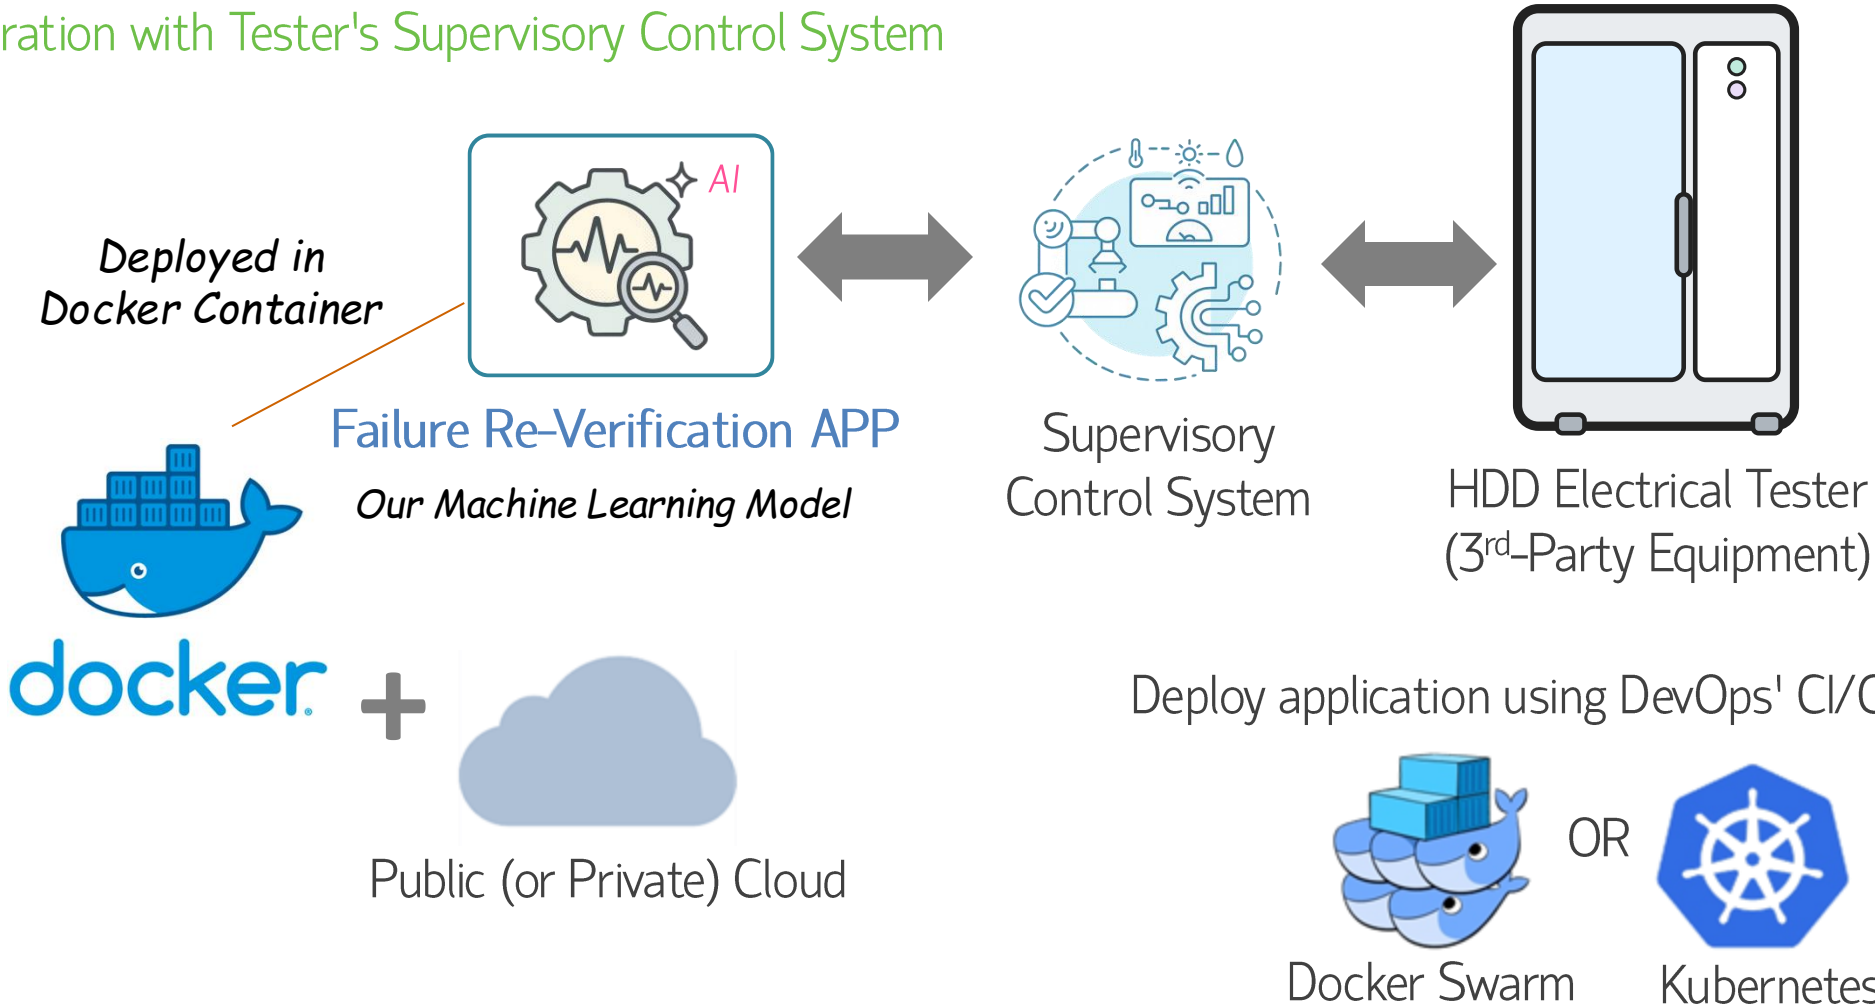 ration with Tester's Supervisory Control System
AI
Deployed in
Docker Container
Failure Re-Verification APP
Our Machine Learning Model
Supervisory
Control System
HDD Electrical Tester
(3rd-Party Equipment)
docker
Public (or Private) Cloud
Deploy application using DevOps' CI/C
OR
Docker Swarm
Kubernetes